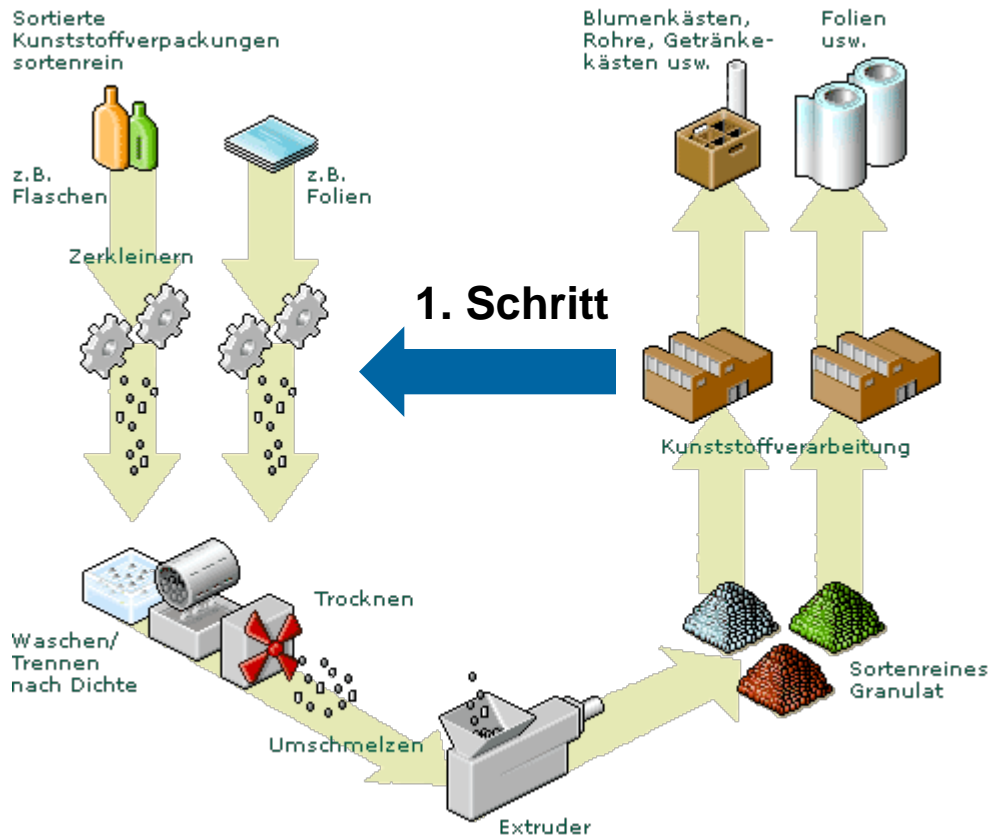 Sortierte
Kunststoffverpackungen
sortenrein
z.B.
Flaschen
z.B.
Folien
Zerkleinern
Waschen/
Trennen
nach Dichte
Trocknen
Umschmelzen
Extruder
1. Schritt
Blumenkästen,
Rohre, Getränke-
kästen usw.
Folien
usw.
Kunststoffverarbeitung
Sortenreines
Granulat